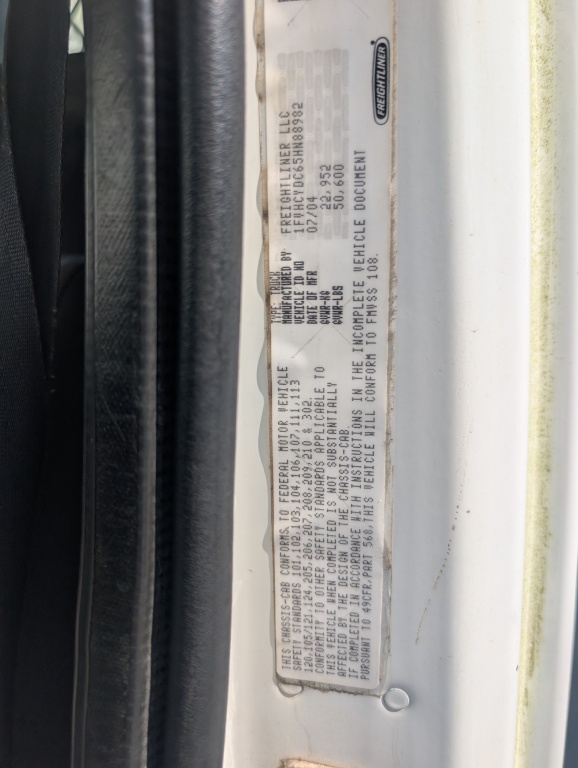 THIS CHASSIS-CAB CONFORMS TO FEDERAL MOTOR VEHICLE
SAFETY STANDARDS 101,102,103,104,106,107,111,113
120,105/121,124,205,206,207,208,209,210 & 302.
CONFORMITY TO OTHER SAFETY STANDARDS APPLICABLE TO
THIS VEHICLE WHEN COMPLETED IS NOT SUBSTANTIALLY
AFFECTED BY THE DESIGN OF THE CHASSIS-CAB.
IF COMPLETED IN ACCORDANCE WITH INSTRUCTIONS IN THE INCOMPLETE VEHICLE DOCUMENT
PURSUANT TO 49CFR,PART 568,THIS VEHICLE WILL CONFORM TO FMVSS 108.
TYPE: TRUCK
MANUFACTURED BY: FREIGHTLINER LLC
VEHICLE ID NO 1FVHCYDC65HN88982
DATE OF MFR 07/04
GVWR-KG 22,952
GVWR-LBS 50,600
FREIGHTLINER